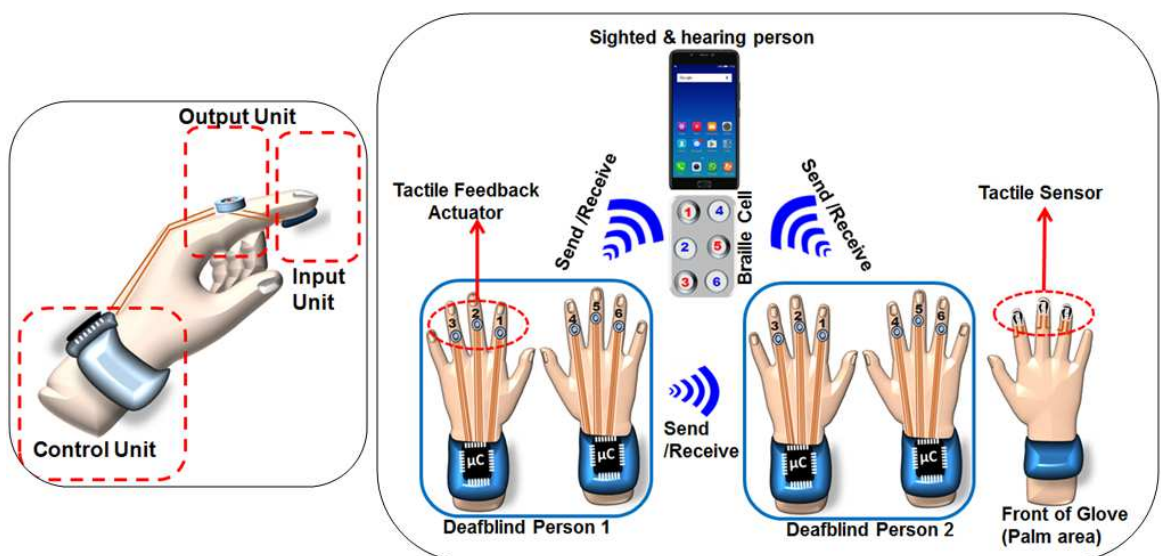 Output Unit
Input
Unit
Control Unit
Sighted & hearing person
Google
Tactile Feedback
Actuator
Send /Receive
Send /Receive
Tactile Sensor
1 4
2 5
3 6
Braille Cell
3 2 1
4 5 6
3 2 1
4 5 6
Send
/Receive
µC
µC
µC
µC
Deafblind Person 1
Deafblind Person 2
Front of Glove
(Palm area)